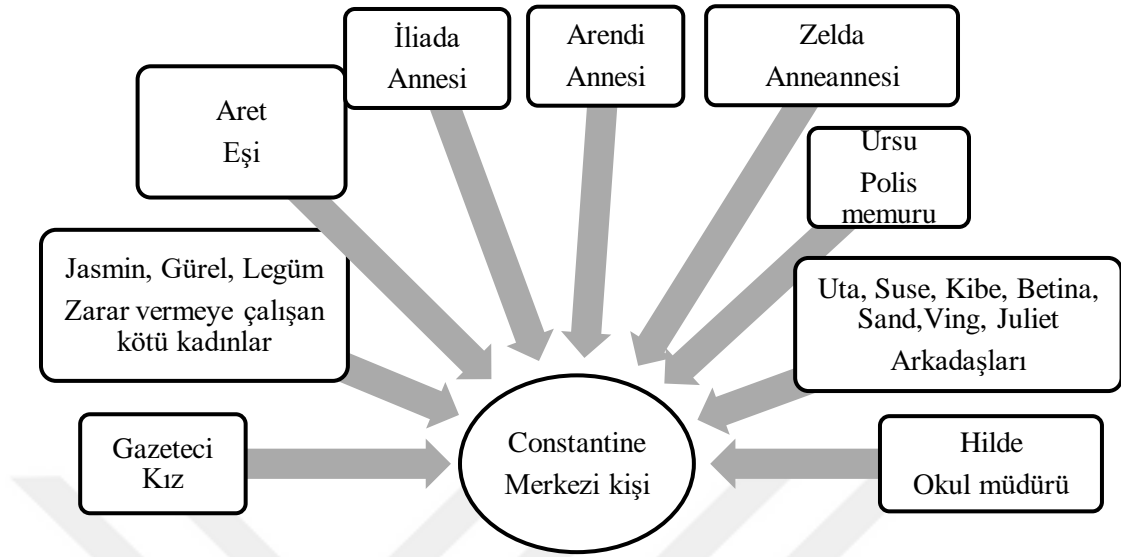 İliada
Annesi
Arendi
Annesi
Zelda
Anneannesi
Aret
Eşi
Ursu
Polis
memuru
Jasmin, Gürel, Legüm
Zarar vermeye çalışan
kötü kadınlar
Uta, Suse, Kibe, Betina,
Sand,Ving, Juliet
Arkadaşları
Gazeteci
Kız
Constantine
Merkezi kişi
Hilde
Okul müdürü